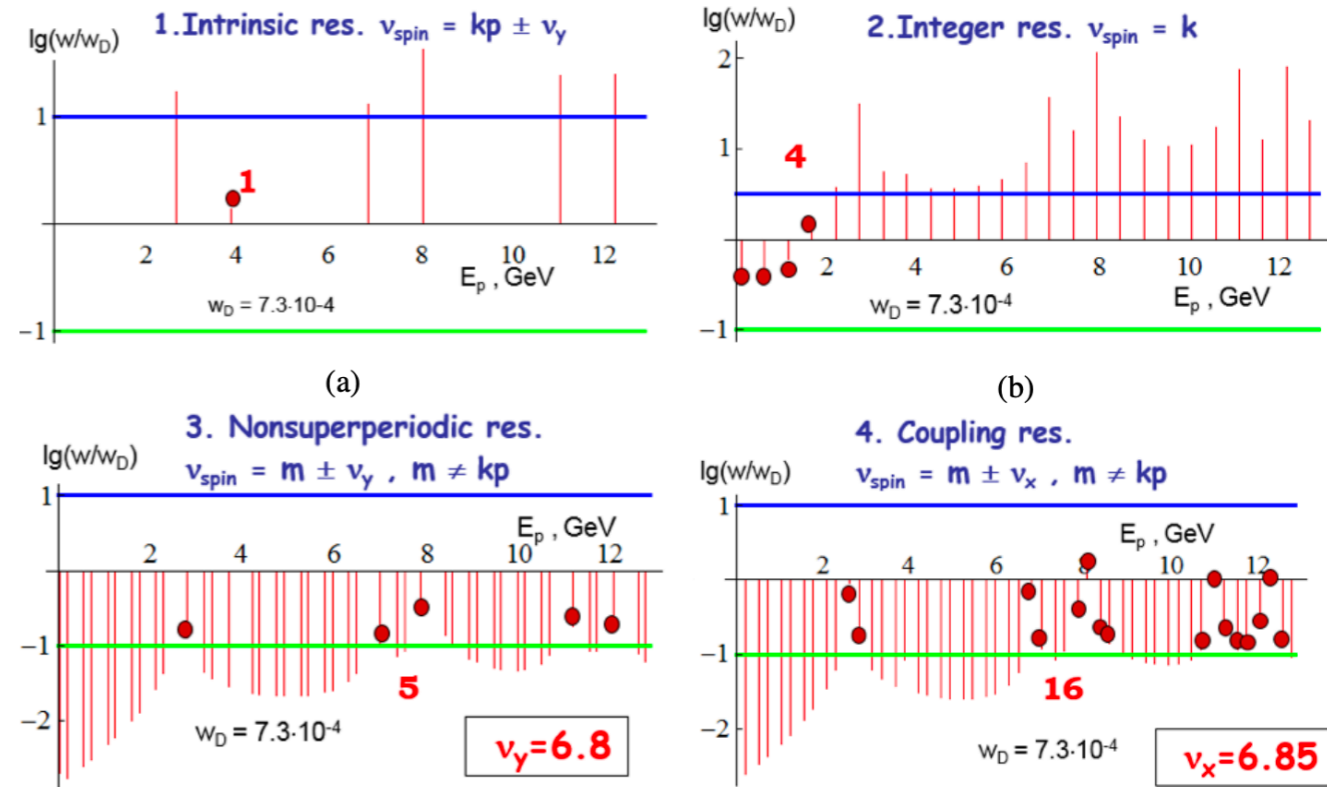 1.Intrinsic res. νspin = kp ± νy
lg(w/wD)
1
1
2 4 6 8 10 12
Ep , GeV
wD = 7.3·10-4
−1
(a)
2.Integer res. νspin = k
lg(w/wD)
2
1
4
2 4 6 8 10 12
Ep , GeV
wD = 7.3·10-4
−1
(b)
3. Nonsuperperiodic res.
lg(w/wD)
νspin = m ± νy , m ≠ kp
1
Ep , GeV
2 4 6 8 10 12
−1
5
−2
wD = 7.3·10-4
νy=6.8
4. Coupling res.
lg(w/wD)
νspin = m ± νx , m ≠ kp
1
Ep , GeV
2 4 6 8 10 12
−1
16
−2
wD = 7.3·10-4
νx=6.85